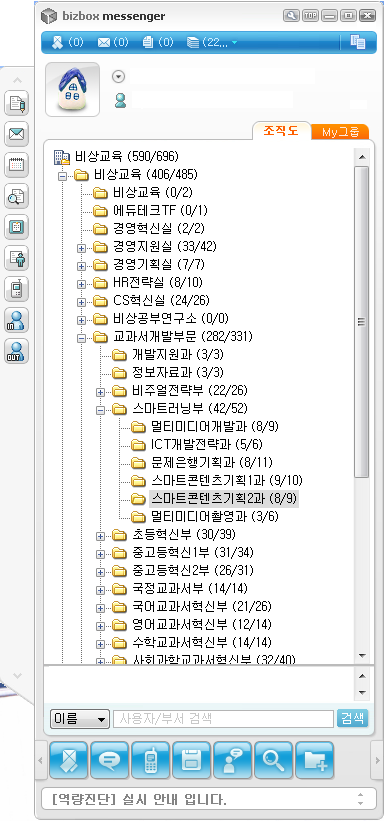 bizbox messenger
TOP
(0) (0) (0) (22...
조직도 My그룹
비상교육 (590/696)
비상교육 (406/485)
비상교육 (0/2)
에듀테크TF (0/1)
경영혁신실 (2/2)
경영지원실 (33/42)
경영기획실 (7/7)
HR전략실 (8/10)
CS혁신실 (24/26)
비상공부연구소 (0/0)
교과서개발부문 (282/331)
개발지원과 (3/3)
정보자료과 (3/3)
비주얼전략부 (22/26)
스마트러닝부 (42/52)
멀티미디어개발과 (8/9)
ICT개발전략과 (5/6)
문제은행기획과 (8/11)
스마트콘텐츠기획1과 (9/10)
스마트콘텐츠기획2과 (8/9)
멀티미디어촬영과 (3/6)
초등혁신부 (30/39)
중고등혁신1부 (31/34)
중고등혁신2부 (26/31)
국정교과서부 (14/14)
국어교과서혁신부 (21/26)
영어교과서혁신부 (12/14)
수학교과서혁신부 (14/14)
사회과학교과서혁신부 (32/40)
이름 사용자/부서 검색 검색
[역량진단] 실시 안내 입니다.